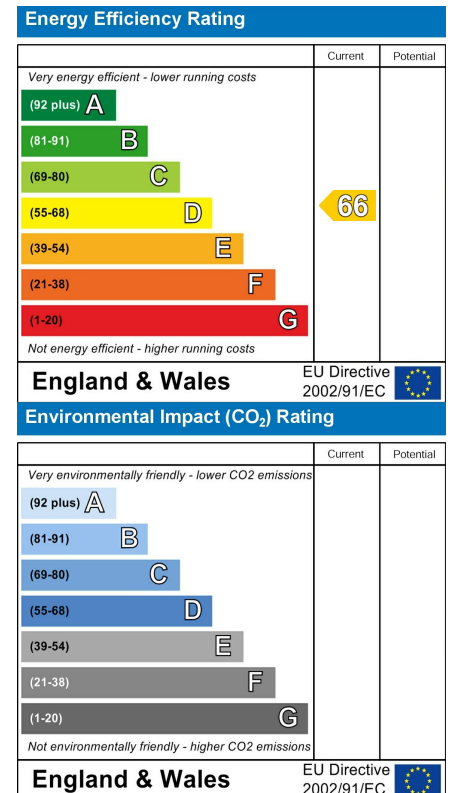 Energy Efficiency Rating
Current Potential
Very energy efficient - lower running costs
(92 plus) A
(81-91) B
(69-80) C
(55-68) D
66
(39-54) E
(21-38) F
(1-20) G
Not energy efficient - higher running costs
England & Wales
EU Directive
2002/91/EC
Environmental Impact (CO₂) Rating
Current Potential
Very environmentally friendly - lower CO2 emissions
(92 plus) A
(81-91) B
(69-80) C
(55-68) D
(39-54) E
(21-38) F
(1-20) G
Not environmentally friendly - higher CO2 emissions
England & Wales
EU Directive
2002/91/EC